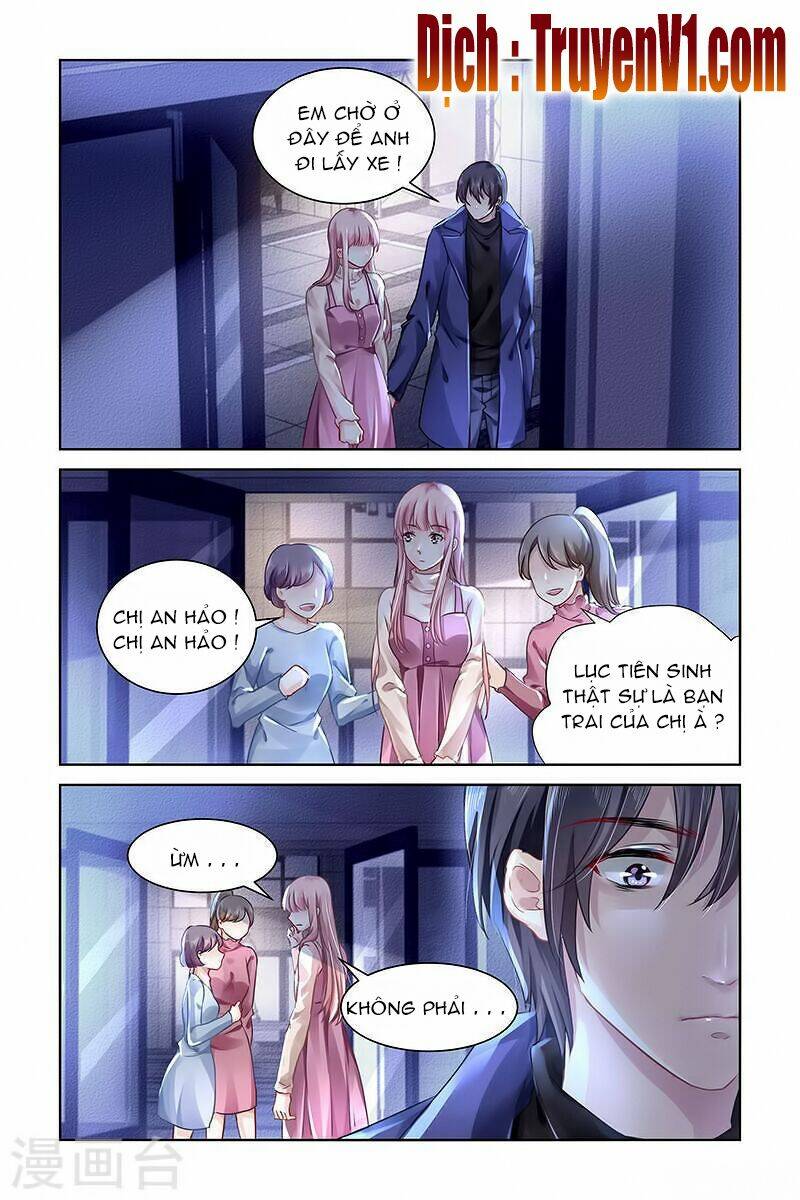 Dịch : TruyenV1.com
EM CHỜ Ở
ĐÂY ĐỂ ANH
ĐI LẤY XE !
CHỊ AN HẢO !
CHỊ AN HẢO !
LỤC TIÊN SINH
THẬT SỰ LÀ BẠN
TRAI CỦA CHỊ À ?
ỪM . . .
KHÔNG PHẢI . . .
漫画台